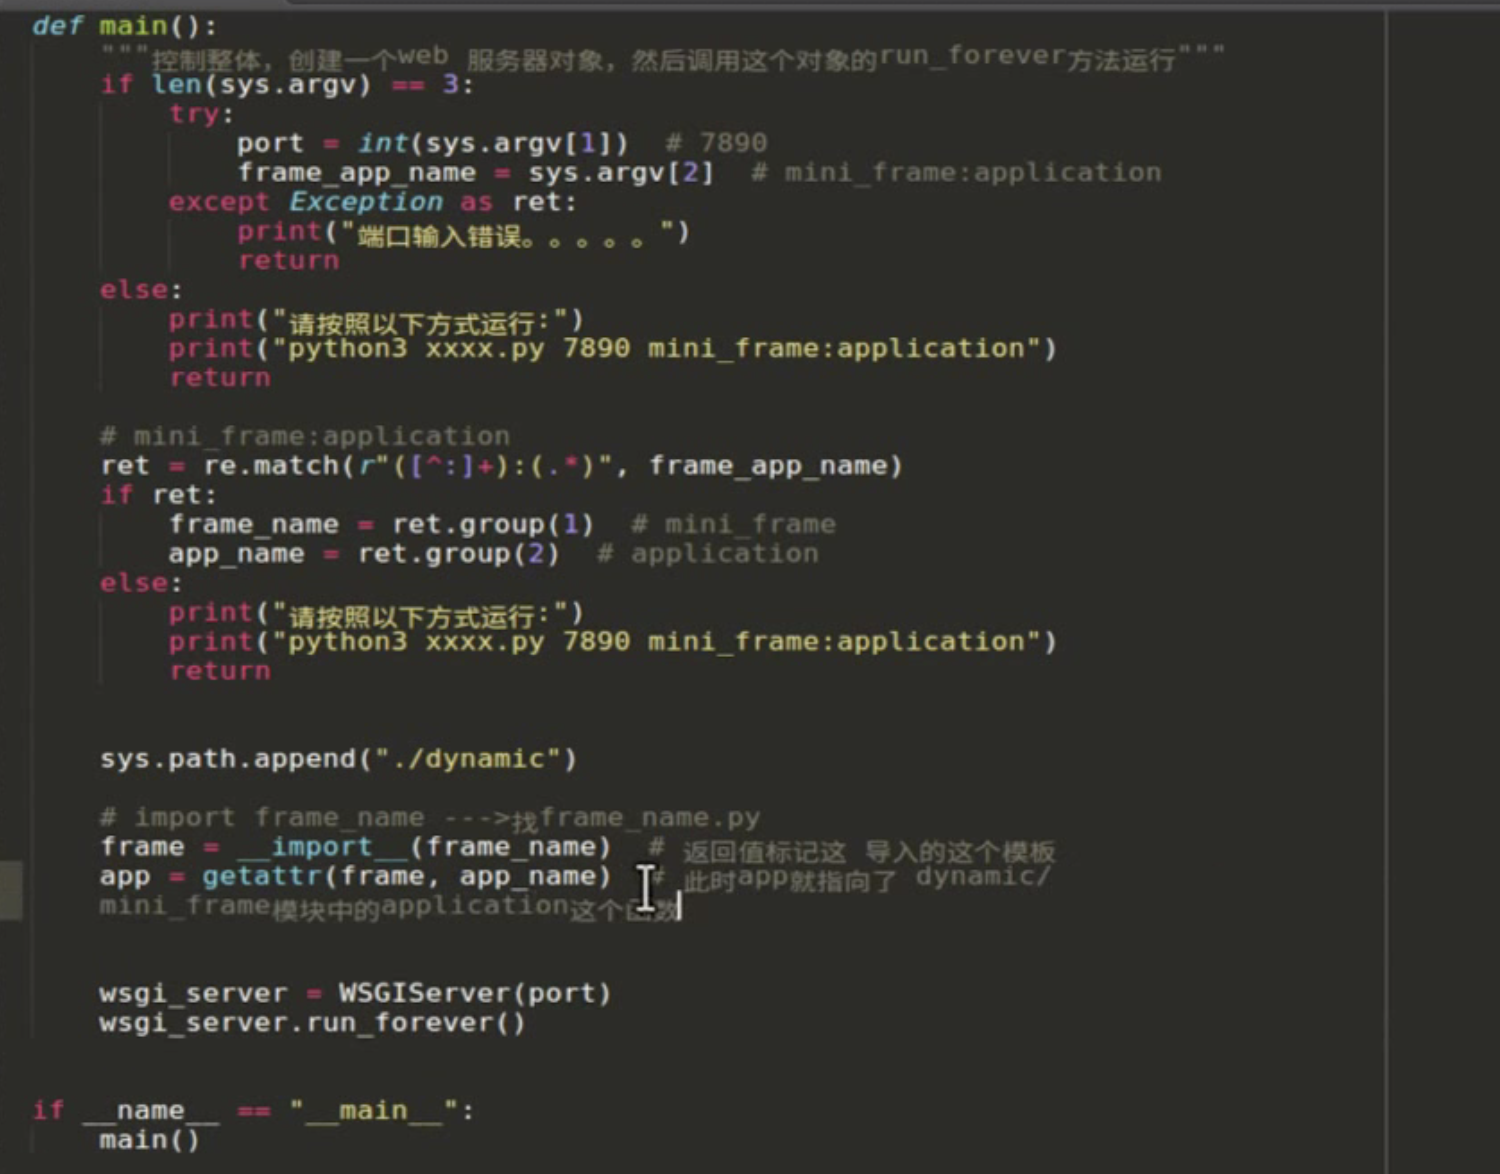 def main():
    """控制整体，创建一个web 服务器对象，然后调用这个对象的run_forever方法运行"""
    if len(sys.argv) == 3:
        try:
            port = int(sys.argv[1])  # 7890
            frame_app_name = sys.argv[2]  # mini_frame:application
        except Exception as ret:
            print("端口输入错误。。。。。")
            return
    else:
        print("请按照以下方式运行:")
        print("python3 xxxx.py 7890 mini_frame:application")
        return
    # mini_frame:application
    ret = re.match(r"([^:]+):(.*)", frame_app_name)
    if ret:
        frame_name = ret.group(1)  # mini_frame
        app_name = ret.group(2)  # application
    else:
        print("请按照以下方式运行:")
        print("python3 xxxx.py 7890 mini_frame:application")
        return
    sys.path.append("./dynamic")
    # import frame_name --->找frame_name.py
    frame = __import__(frame_name)  # 返回值标记这 导入的这个模板
    app = getattr(frame, app_name)  # 此时app就指向了 dynamic/
    mini_frame模块中的application这个函数
    wsgi_server = WSGIServer(port)
    wsgi_server.run_forever()
if __name__ == "__main__":
    main()